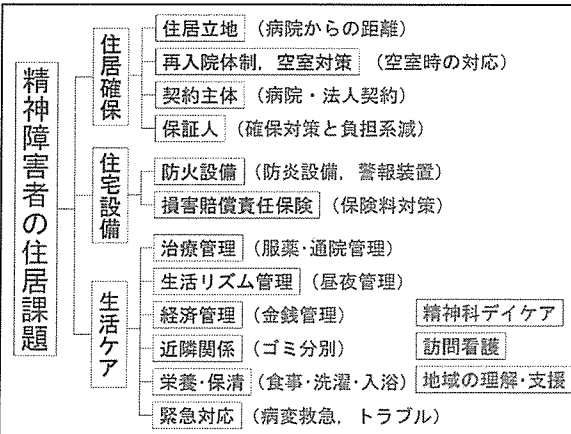 精神障害者の住居課題
住居確保
住居立地（病院からの距離）
再入院体制，空室対策（空室時の対応）
契約主体（病院・法人契約）
保証人（確保対策と負担系減）
住宅設備
防火設備（防炎設備，警報装置）
損害賠償責任保険（保険料対策）
生活ケア
治療管理（服薬・通院管理）
生活リズム管理（昼夜管理）
経済管理（金銭管理） 精神科デイケア
近隣関係（ゴミ分別） 訪問看護
栄養・保清（食事・洗濯・入浴） 地域の理解・支援
緊急対応（病変救急，トラブル）